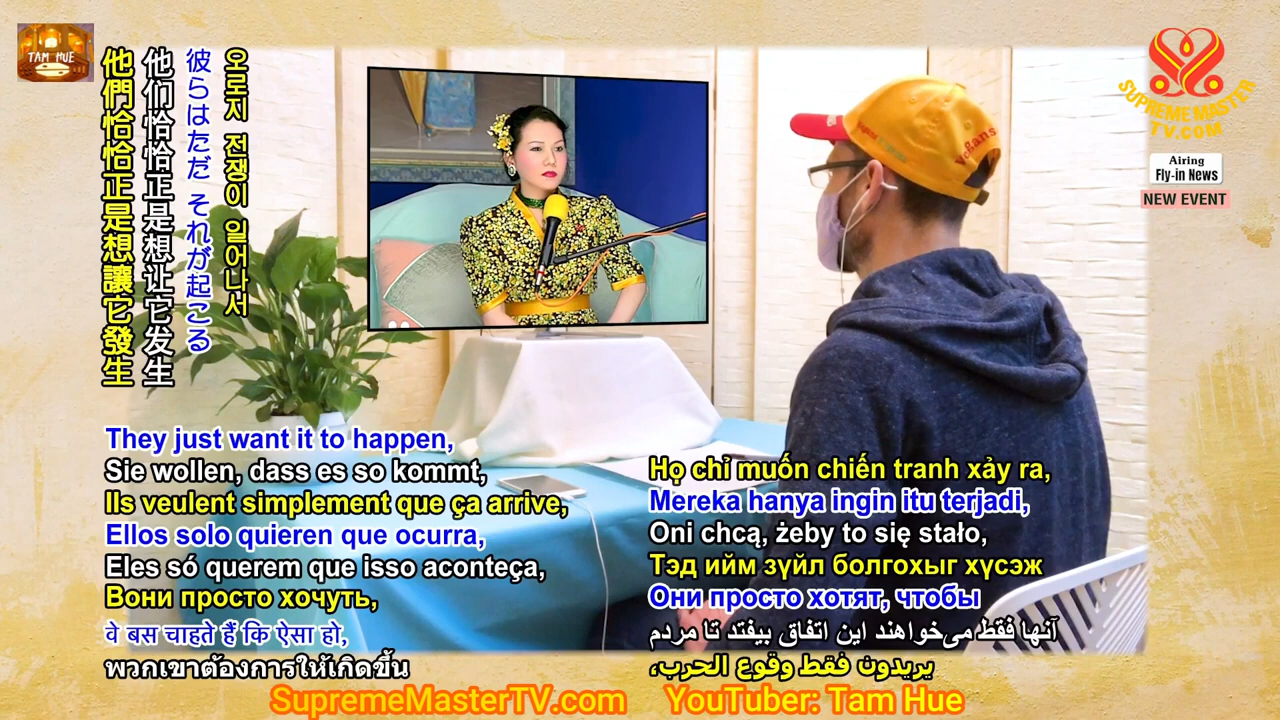 TAM HUE
他們恰恰正是想讓它發生
他们恰恰正是想让它发生
彼らはただ それが起こる
오로지 전쟁이 일어나서
vegans
SUPREME MASTER
TV.COM
Airing
Fly-in News
NEW EVENT
They just want it to happen,
Sie wollen, dass es so kommt,
Ils veulent simplement que ça arrive,
Ellos solo quieren que ocurra,
Eles só querem que isso aconteça,
Вони просто хочуть,
वे बस चाहते हैं कि ऐसा हो,
พวกเขาต้องการให้เกิดขึ้น
Họ chỉ muốn chiến tranh xảy ra,
Mereka hanya ingin itu terjadi,
Oni chcą, żeby to się stało,
Тэд ийм зүйл болгохыг хүсэж
Они просто хотят, чтобы
آنها فقط می‌خواهند این اتفاق بیفتد تا مردم
يريدون فقط وقوع الحرب،
SupremeMasterTV.com
YouTuber: Tam Hue